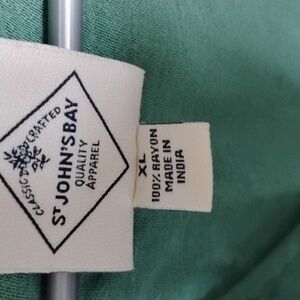 CLASSIC
CRAFTED
ST JOHN'S BAY
QUALITY
APPAREL
XL
100% RAYON
MADE IN
INDIA